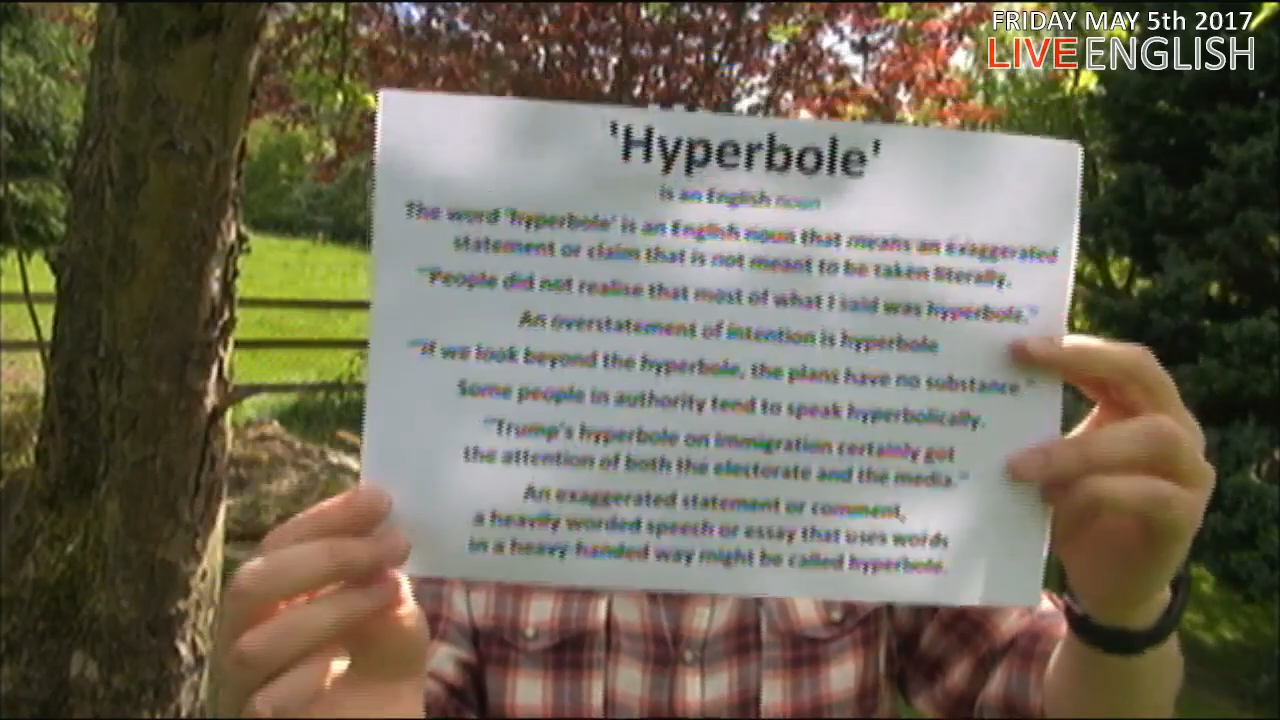 FRIDAY MAY 5th 2017
LIVE ENGLISH
'Hyperbole'
is an English noun
The word 'hyperbole' is an English noun that means an exaggerated
statement or claim that is not meant to be taken literally.
"People did not realise that most of what I said was hyperbole."
An overstatement of intention is hyperbole
"If we look beyond the hyperbole, the plans have no substance."
Some people in authority tend to speak hyperbolically.
"Trump's hyperbole on immigration certainly got
the attention of both the electorate and the media."
An exaggerated statement or comment,
a heavily worded speech or essay that uses words
in a heavy handed way might be called hyperbole.